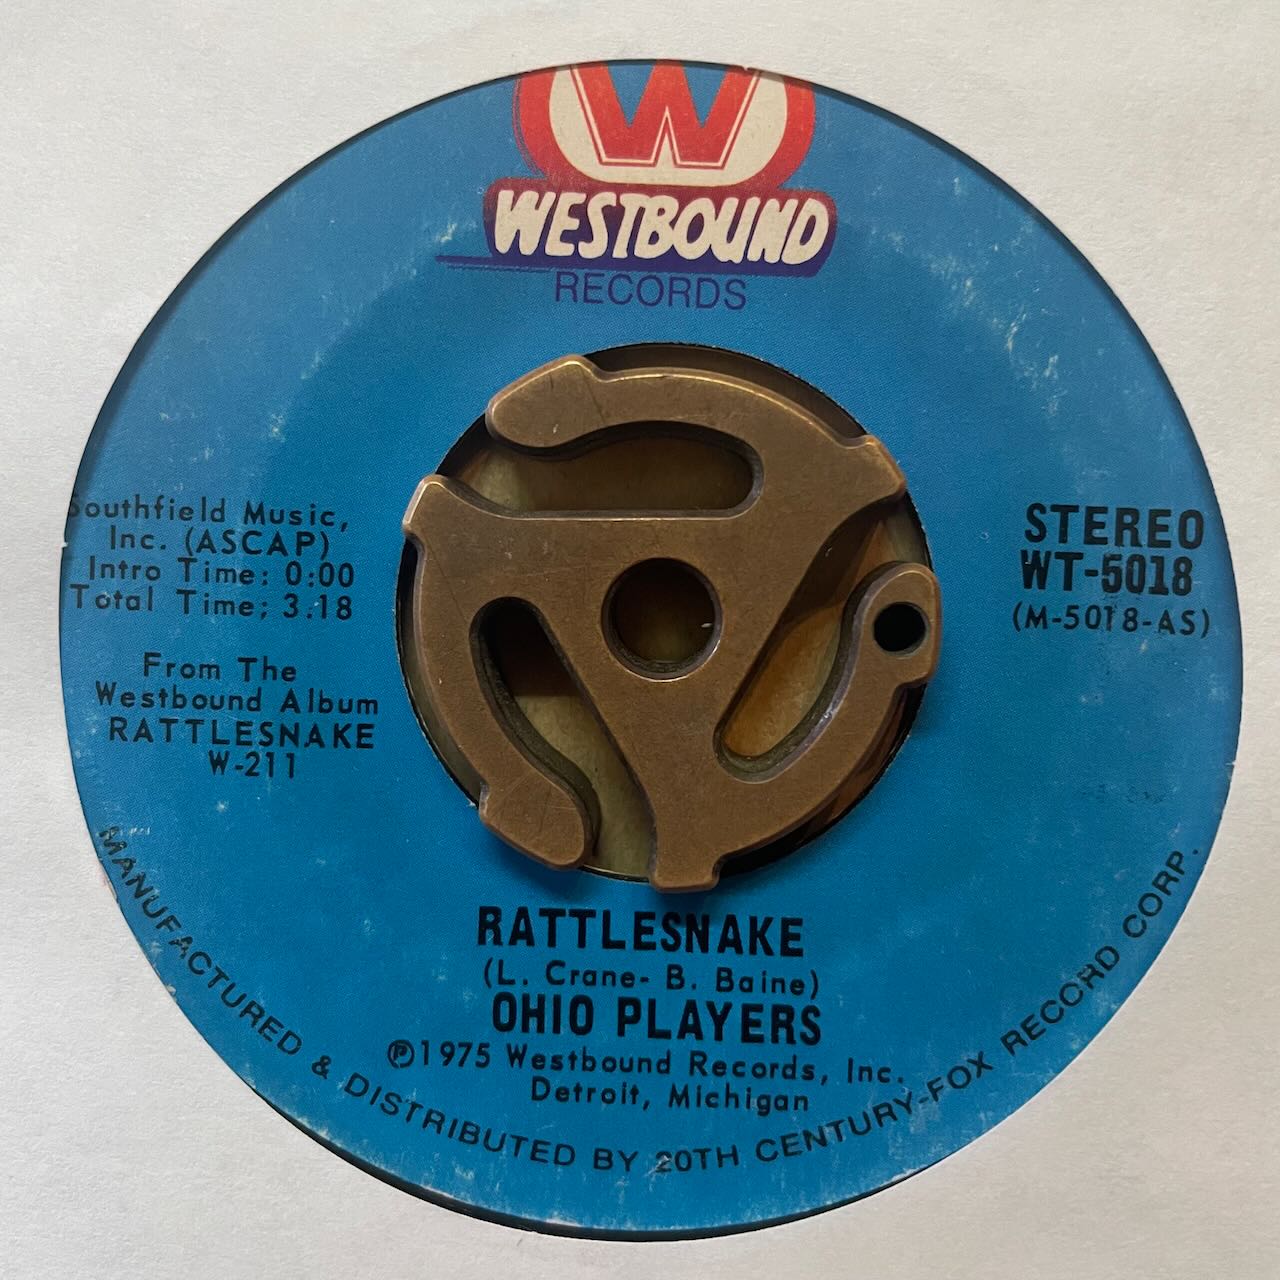 W
WESTBOUND
RECORDS
Southfield Music,
Inc. (ASCAP)
Intro Time: 0:00
Total Time; 3.18
From The
Westbound Album
RATTLESNAKE
W-211
STEREO
WT-5018
(M-5018-AS)
RATTLESNAKE
(L. Crane- B. Baine)
OHIO PLAYERS
℗1975 Westbound Records, Inc.
Detroit, Michigan
MANUFACTURED & DISTRIBUTED BY 20TH CENTURY-FOX RECORD CORP.